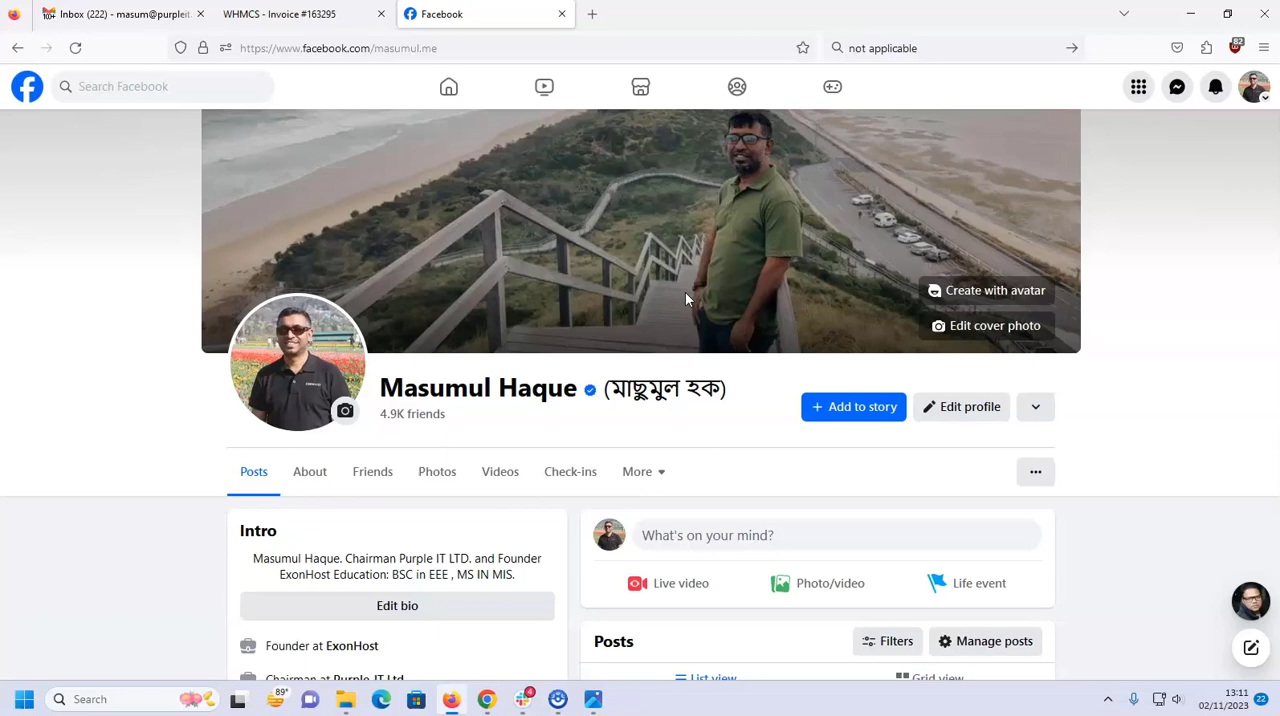 Inbox (222) - masum@purpleit.
WHMCS - Invoice #163295
Facebook
https://www.facebook.com/masumul.me
not applicable
82
Search Facebook
Create with avatar
Edit cover photo
Masumul Haque (মাছুমুল হক)
4.9K friends
+ Add to story
Edit profile
Posts
About
Friends
Photos
Videos
Check-ins
More
Intro
Masumul Haque. Chairman Purple IT LTD. and Founder
ExonHost Education: BSC in EEE , MS IN MIS.
Edit bio
Founder at ExonHost
Chairman at Purple IT Ltd
What's on your mind?
Live video
Photo/video
Life event
Posts
Filters
Manage posts
List view
Grid view
Search
89°
4
13:11
02/11/2023
22